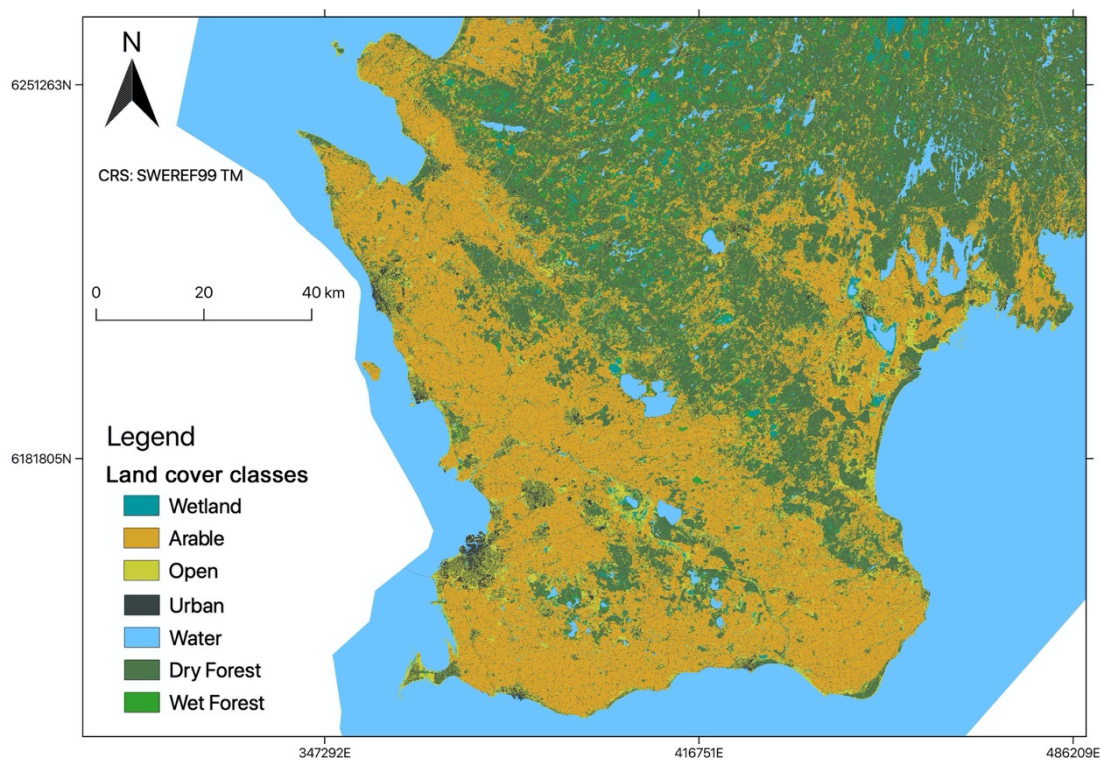 N
6251263N
CRS: SWEREF99 TM
0 20 40 km
Legend
6181805N
Land cover classes
Wetland
Arable
Open
Urban
Water
Dry Forest
Wet Forest
347292E 416751E 486209E